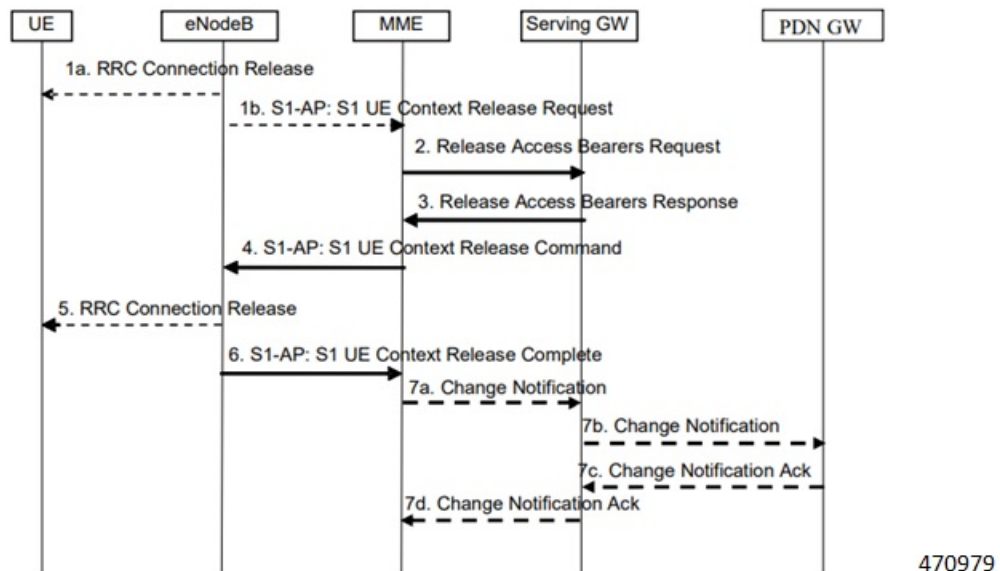 UE
eNodeB
MME
Serving GW
PDN GW
1a. RRC Connection Release
1b. S1-AP: S1 UE Context Release Request
2. Release Access Bearers Request
3. Release Access Bearers Response
4. S1-AP: S1 UE Context Release Command
5. RRC Connection Release
6. S1-AP: S1 UE Context Release Complete
7a. Change Notification
7b. Change Notification
7c. Change Notification Ack
7d. Change Notification Ack
470979